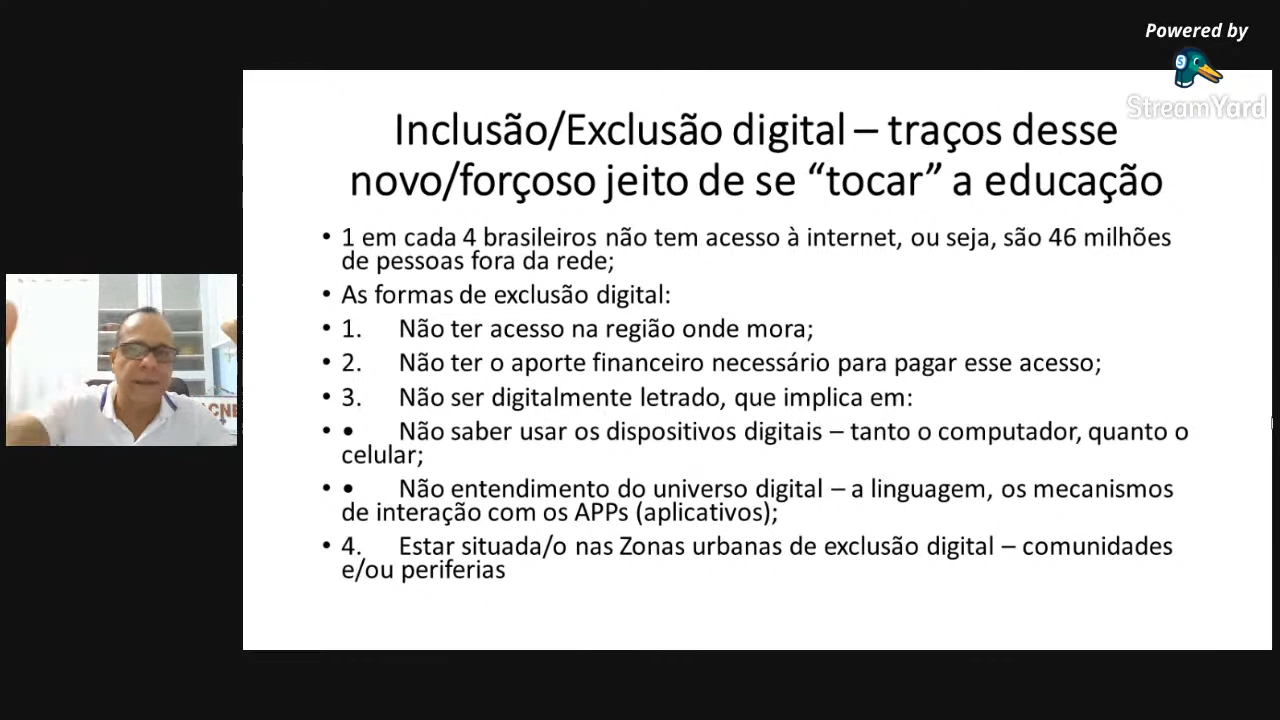 Powered by
StreamYard
Inclusão/Exclusão digital – traços desse
novo/forçoso jeito de se “tocar” a educação
• 1 em cada 4 brasileiros não tem acesso à internet, ou seja, são 46 milhões
de pessoas fora da rede;
• As formas de exclusão digital:
• 1. Não ter acesso na região onde mora;
• 2. Não ter o aporte financeiro necessário para pagar esse acesso;
• 3. Não ser digitalmente letrado, que implica em:
• • Não saber usar os dispositivos digitais – tanto o computador, quanto o
celular;
• • Não entendimento do universo digital – a linguagem, os mecanismos
de interação com os APPs (aplicativos);
• 4. Estar situada/o nas Zonas urbanas de exclusão digital – comunidades
e/ou periferias